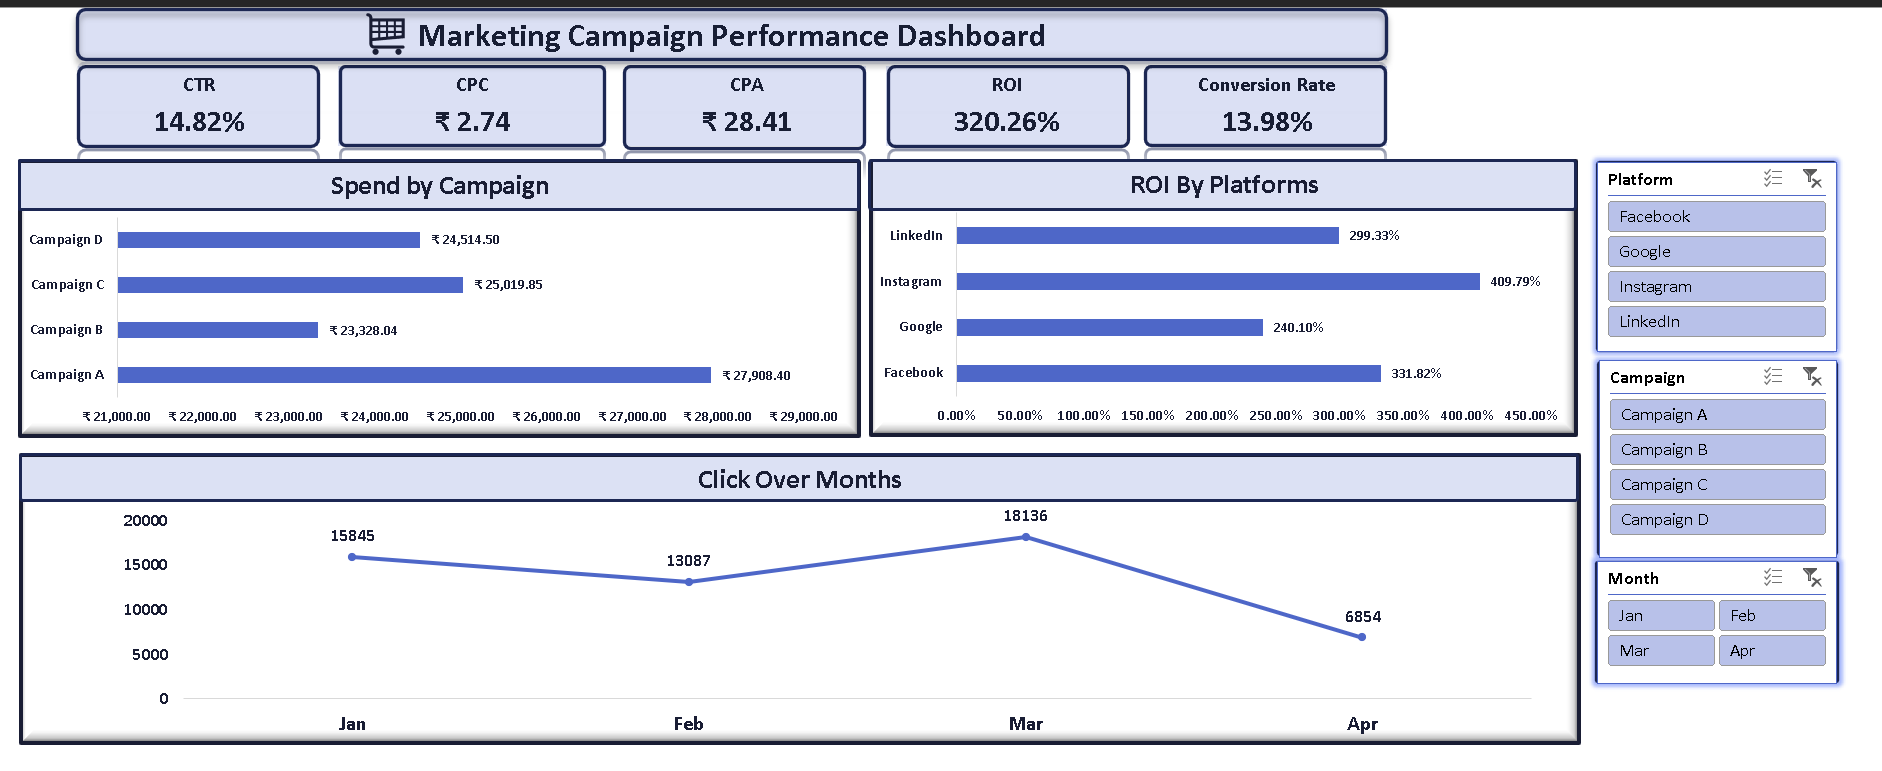 Marketing Campaign Performance Dashboard
CTR
14.82%
CPC
₹ 2.74
CPA
₹ 28.41
ROI
320.26%
Conversion Rate
13.98%
Spend by Campaign
Campaign D
₹ 24,514.50
Campaign C
₹ 25,019.85
Campaign B
₹ 23,328.04
Campaign A
₹ 27,908.40
₹ 21,000.00 ₹ 22,000.00 ₹ 23,000.00 ₹ 24,000.00 ₹ 25,000.00 ₹ 26,000.00 ₹ 27,000.00 ₹ 28,000.00 ₹ 29,000.00
ROI By Platforms
LinkedIn
299.33%
Instagram
409.79%
Google
240.10%
Facebook
331.82%
0.00% 50.00% 100.00% 150.00% 200.00% 250.00% 300.00% 350.00% 400.00% 450.00%
Platform
Facebook
Google
Instagram
LinkedIn
Campaign
Campaign A
Campaign B
Campaign C
Campaign D
Month
Jan Feb
Mar Apr
Click Over Months
20000
15000
10000
5000
0
15845
13087
18136
6854
Jan Feb Mar Apr